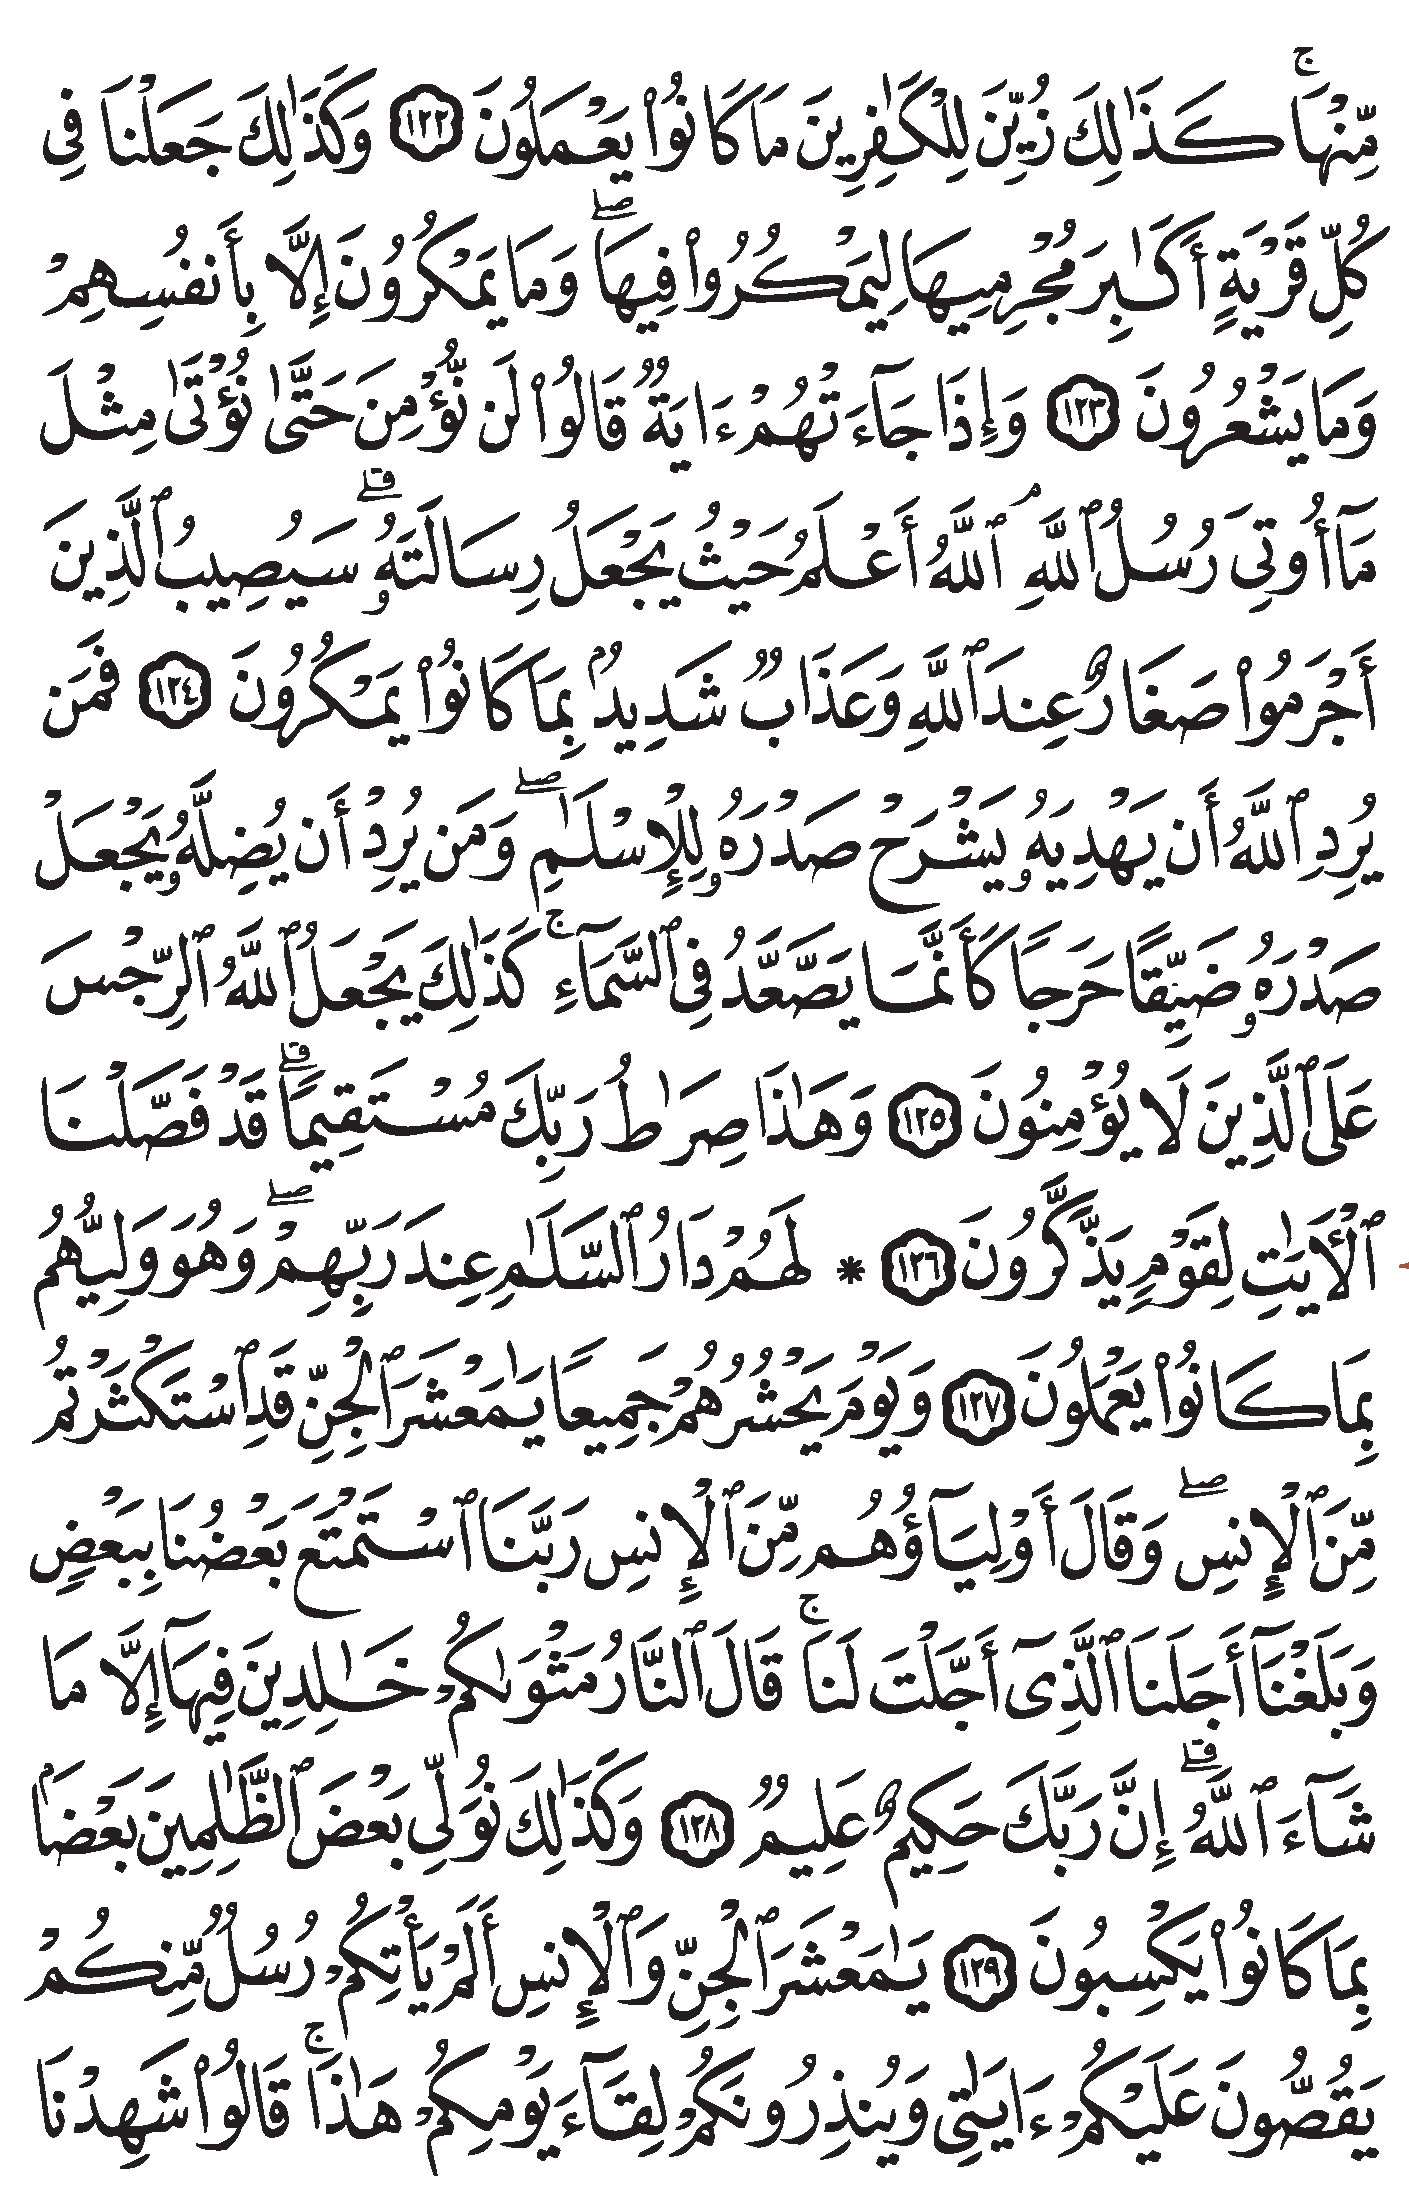 مِّنۡهَاۚ كَذَٰلِكَ زُيِّنَ لِلۡكَٰفِرِينَ مَا كَانُواْ يَعۡمَلُونَ ١٢٢ وَكَذَٰلِكَ جَعَلۡنَا فِي
كُلِّ قَرۡيَةٍ أَكَٰبِرَ مُجۡرِمِيهَا لِيَمۡكُرُواْ فِيهَاۖ وَمَا يَمۡكُرُونَ إِلَّا بِأَنفُسِهِمۡ
وَمَا يَشۡعُرُونَ ١٢٣ وَإِذَا جَآءَتۡهُمۡ ءَايَةٞ قَالُواْ لَن نُّؤۡمِنَ حَتَّىٰ نُؤۡتَىٰ مِثۡلَ
مَآ أُوتِيَ رُسُلُ ٱللَّهِۘ ٱللَّهُ أَعۡلَمُ حَيۡثُ يَجۡعَلُ رِسَالَتَهُۥۗ سَيُصِيبُ ٱلَّذِينَ
أَجۡرَمُواْ صَغَارٌ عِندَ ٱللَّهِ وَعَذَابٞ شَدِيدُۢ بِمَا كَانُواْ يَمۡكُرُونَ ١٢٤ فَمَن
يُرِدِ ٱللَّهُ أَن يَهۡدِيَهُۥ يَشۡرَحۡ صَدۡرَهُۥ لِلۡإِسۡلَٰمِۖ وَمَن يُرِدۡ أَن يُضِلَّهُۥ يَجۡعَلۡ
صَدۡرَهُۥ ضَيِّقًا حَرَجٗا كَأَنَّمَا يَصَّعَّدُ فِي ٱلسَّمَآءِۚ كَذَٰلِكَ يَجۡعَلُ ٱللَّهُ ٱلرِّجۡسَ
عَلَى ٱلَّذِينَ لَا يُؤۡمِنُونَ ١٢٥ وَهَٰذَا صِرَٰطُ رَبِّكَ مُسۡتَقِيمٗاۗ قَدۡ فَصَّلۡنَا
ٱلۡأٓيَٰتِ لِقَوۡمٖ يَذَّكَّرُونَ ١٢٦ * لَهُمۡ دَارُ ٱلسَّلَٰمِ عِندَ رَبِّهِمۡۖ وَهُوَ وَلِيُّهُم
بِمَا كَانُواْ يَعۡمَلُونَ ١٢٧ وَيَوۡمَ يَحۡشُرُهُمۡ جَمِيعٗا يَٰمَعۡشَرَ ٱلۡجِنِّ قَدِ ٱسۡتَكۡثَرۡتُم
مِّنَ ٱلۡإِنسِۖ وَقَالَ أَوۡلِيَآؤُهُم مِّنَ ٱلۡإِنسِ رَبَّنَا ٱسۡتَمۡتَعَ بَعۡضُنَا بِبَعۡضٖ
وَبَلَغۡنَآ أَجَلَنَا ٱلَّذِيٓ أَجَّلۡتَ لَنَاۚ قَالَ ٱلنَّارُ مَثۡوَىٰكُمۡ خَٰلِدِينَ فِيهَآ إِلَّا مَا
شَآءَ ٱللَّهُۗ إِنَّ رَبَّكَ حَكِيمٌ عَلِيمٞ ١٢٨ وَكَذَٰلِكَ نُوَلِّي بَعۡضَ ٱلظَّٰلِمِينَ بَعۡضَۢا
بِمَا كَانُواْ يَكۡسِبُونَ ١٢٩ يَٰمَعۡشَرَ ٱلۡجِنِّ وَٱلۡإِنسِ أَلَمۡ يَأۡتِكُمۡ رُسُلٞ مِّنكُمۡ
يَقُصُّونَ عَلَيۡكُمۡ ءَايَٰتِي وَيُنذِرُونَكُمۡ لِقَآءَ يَوۡمِكُمۡ هَٰذَاۚ قَالُواْ شَهِدۡنَا